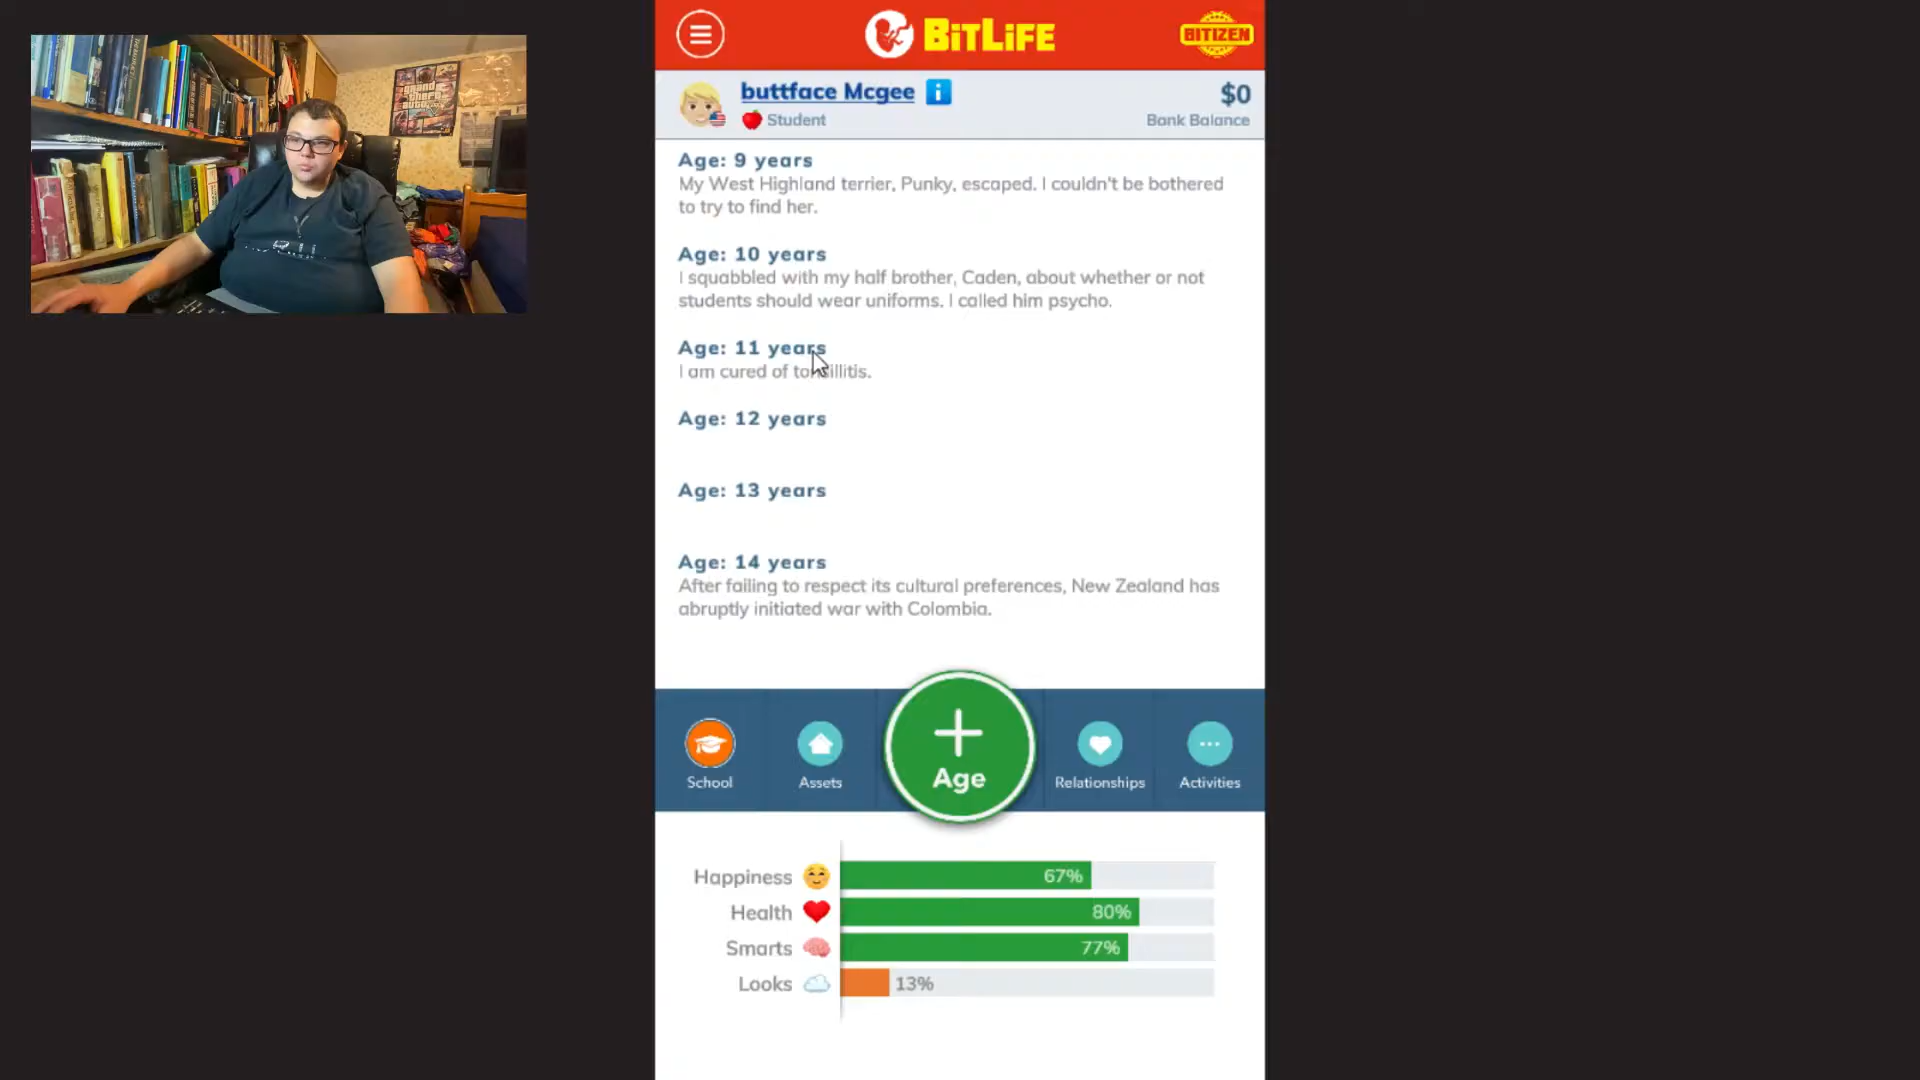 BITLIFE
BITIZEN
buttface Mcgee
$0
Student
Bank Balance
Age: 9 years
My West Highland terrier, Punky, escaped. I couldn't be bothered
to try to find her.
Age: 10 years
I squabbled with my half brother, Caden, about whether or not
students should wear uniforms. I called him psycho.
Age: 11 years
I am cured of tonsillitis.
Age: 12 years
Age: 13 years
Age: 14 years
After failing to respect its cultural preferences, New Zealand has
abruptly initiated war with Colombia.
School
Assets
Age
Relationships
Activities
Happiness 67%
Health 80%
Smarts 77%
Looks 13%
grand
theft
auto